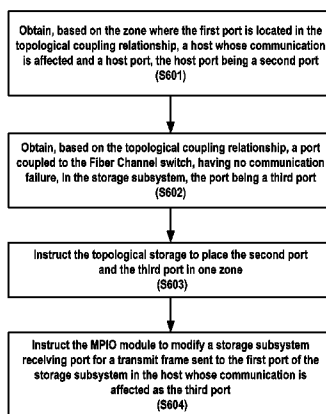 Obtain, based on the zone where the first port is located in the
topological coupling relationship, a host whose communication
is affected and a host port, the host port being a second port
(S601)
Obtain, based on the topological coupling relationship, a port
coupled to the Fiber Channel switch, having no communication
failure, in the storage subsystem, the port being a third port
(S602)
Instruct the topological storage to place the second port
and the third port in one zone
(S603)
Instruct the MPIO module to modify a storage subsystem
receiving port for a transmit frame sent to the first port of the
storage subsystem in the host whose communication is
affected as the third port
(S604)